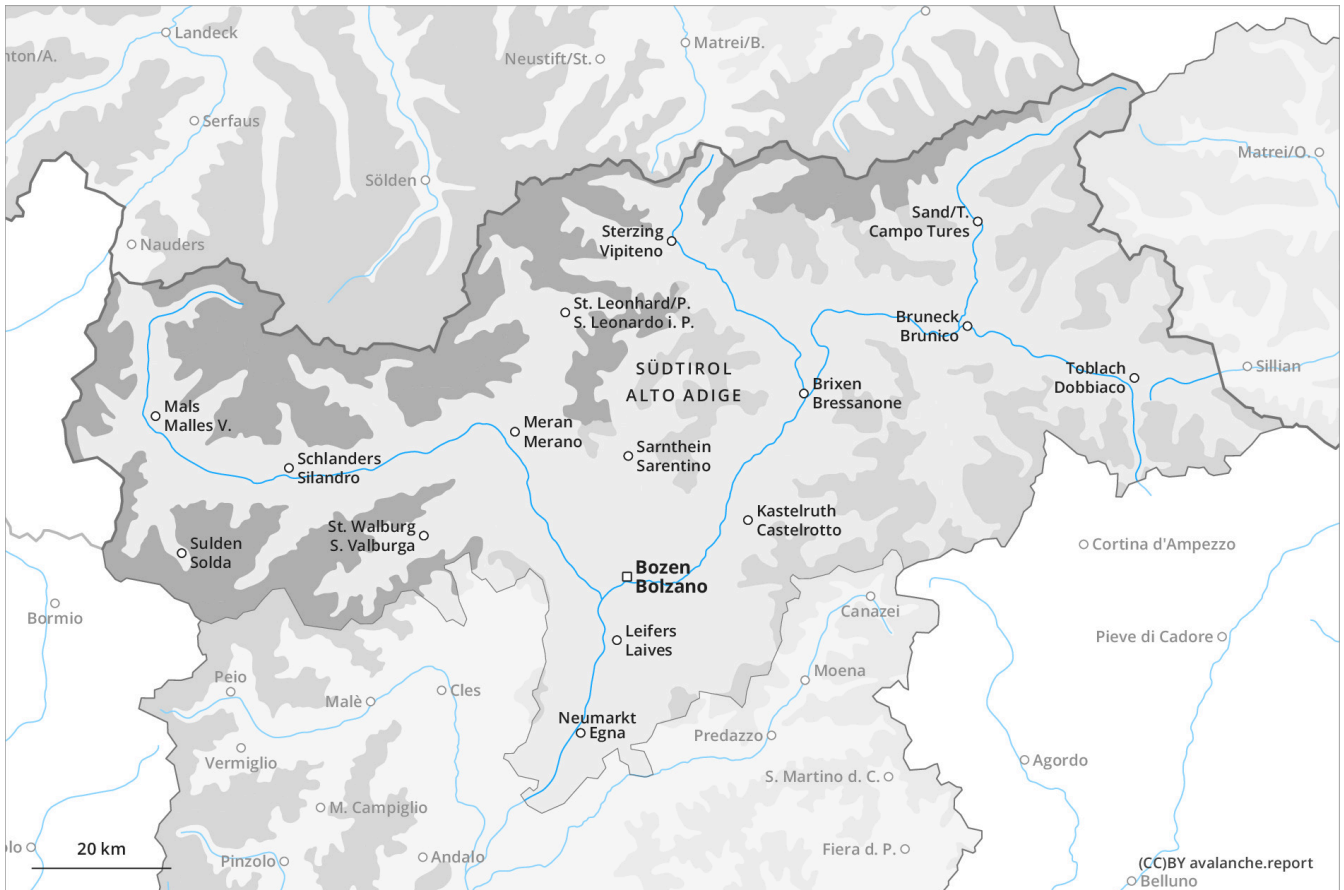 Landeck
nton/A.
Matrei/B.
Neustift/St.
Serfaus
Matrei/O.
Sölden
Sand/T.
Campo Tures
Sterzing
Vipiteno
Nauders
St. Leonhard/P.
S. Leonardo i. P.
Bruneck
Brunico
SÜDTIROL
ALTO ADIGE
Toblach
Dobbiaco
Sillian
Brixen
Bressanone
Mals
Malles V.
Meran
Merano
Schlanders
Silandro
Sarnthein
Sarentino
Kastelruth
Castelrotto
St. Walburg
S. Valburga
Sulden
Solda
Cortina d'Ampezzo
Bozen
Bolzano
Bormio
Canazei
Leifers
Laives
Pieve di Cadore
Peio
Moena
Malè
Cles
Neumarkt
Egna
Predazzo
Vermiglio
Agordo
S. Martino d. C.
M. Campiglio
20 km
olo
Pinzolo
Andalo
Fiera d. P.
(CC)BY avalanche.report
Belluno